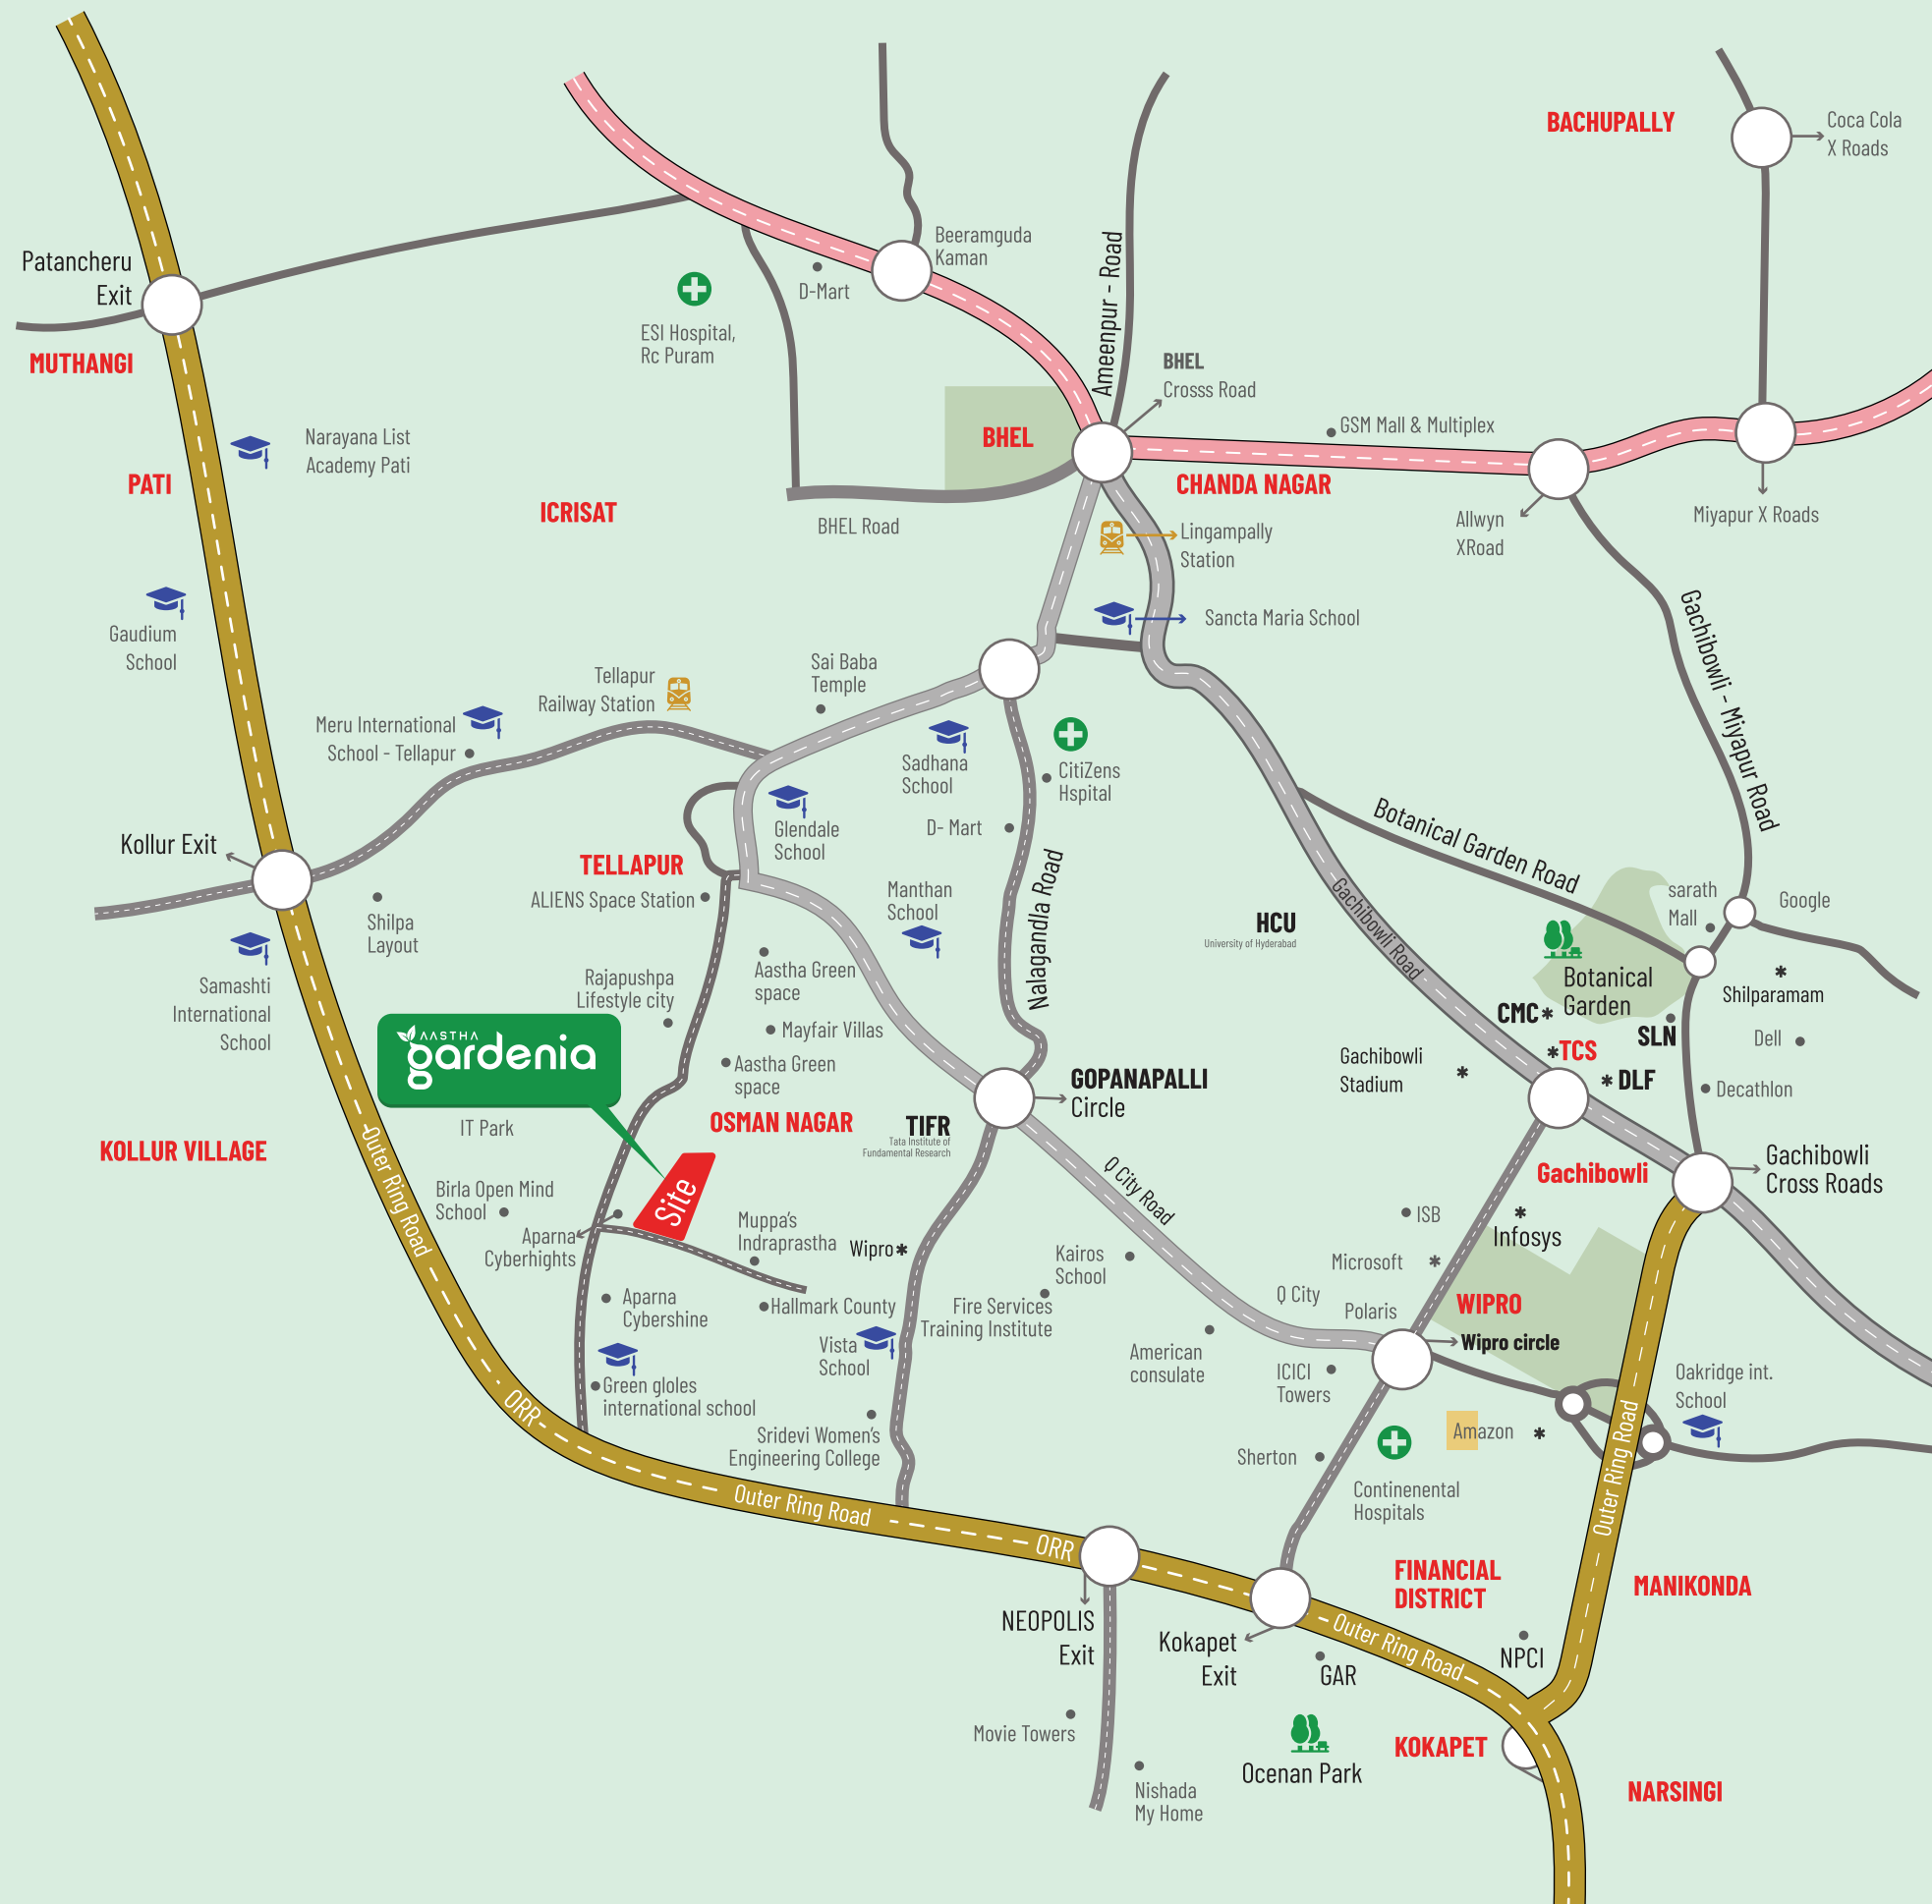 BACHUPALLY
Coca Cola
X Roads
Beeramguda
Kaman
Patancheru
Exit
D-Mart
ESI Hospital,
Rc Puram
Ameenpur - Road
MUTHANGI
BHEL
Crosss Road
GSM Mall & Multiplex
Narayana List
Academy Pati
BHEL
PATI
CHANDA NAGAR
ICRISAT
BHEL Road
Allwyn
XRoad
Miyapur X Roads
Lingampally
Station
Gaudium
School
Sancta Maria School
Gachibowli - Miyapur Road
Tellapur
Railway Station
Sai Baba
Temple
Meru International
School - Tellapur
Sadhana
School
CitiZens
Hspital
Kollur Exit
Glendale
School
D- Mart
Botanical Garden Road
TELLAPUR
ALIENS Space Station
Manthan
School
Nalagandla Road
Gachibowli Road
sarath
Mall
Google
Shilpa
Layout
HCU
University of Hyderabad
Samashti
International
School
Rajapushpa
Lifestyle city
Aastha Green
space
Botanical
Garden
*
Shilparamam
CMC*
SLN
AASTHA
gardenia
Mayfair Villas
Aastha Green
space
Gachibowli
Stadium
*
*TCS
Dell
* DLF
Decathlon
GOPANAPALLI
Circle
IT Park
OSMAN NAGAR
TIFR
Tata Institute of
Fundamental Research
KOLLUR VILLAGE
Outer Ring Road
Q City Road
Gachibowli
Gachibowli
Cross Roads
Birla Open Mind
School
Site
Aparna
Cyberhights
Muppa's
Indraprastha
Wipro*
Kairos
School
ISB
*
Infosys
Microsoft *
Aparna
Cybershine
Hallmark County
Fire Services
Training Institute
Q City
Polaris
WIPRO
Wipro circle
Vista
School
American
consulate
ICICI
Towers
Oakridge int.
School
Green gloles
international school
ORR
Sridevi Women's
Engineering College
Sherton
Amazon *
Continenental
Hospitals
Outer Ring Road
Outer Ring Road
ORR
FINANCIAL
DISTRICT
MANIKONDA
NEOPOLIS
Exit
Kokapet
Exit
Outer Ring Road
GAR
NPCI
Movie Towers
Ocenan Park
KOKAPET
NARSINGI
Nishada
My Home